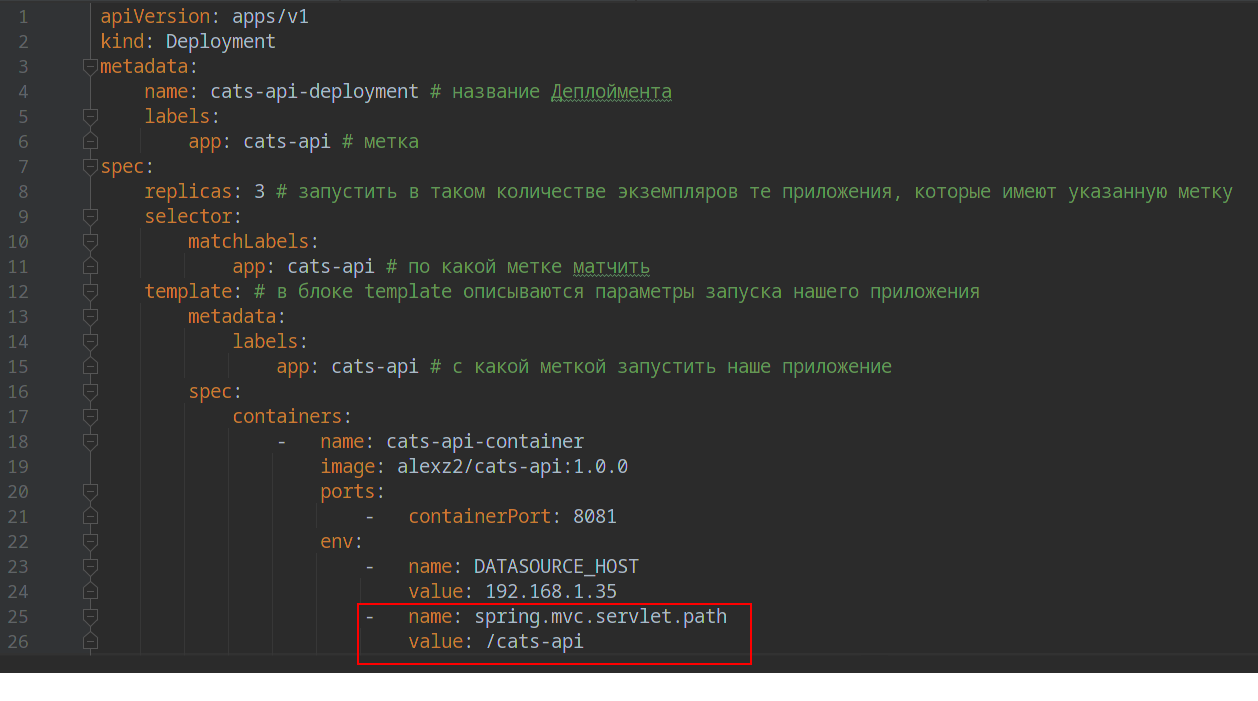 1 apiVersion: apps/v1
2 kind: Deployment
3 metadata:
4 name: cats-api-deployment # название Деплоймента
5 labels:
6 app: cats-api # метка
7 spec:
8 replicas: 3 # запустить в таком количестве экземпляров те приложения, которые имеют указанную метку
9 selector:
10 matchLabels:
11 app: cats-api # по какой метке матчить
12 template: # в блоке template описываются параметры запуска нашего приложения
13 metadata:
14 labels:
15 app: cats-api # с какой меткой запустить наше приложение
16 spec:
17 containers:
18 - name: cats-api-container
19 image: alexz2/cats-api:1.0.0
20 ports:
21 - containerPort: 8081
22 env:
23 - name: DATASOURCE_HOST
24 value: 192.168.1.35
25 - name: spring.mvc.servlet.path
26 value: /cats-api